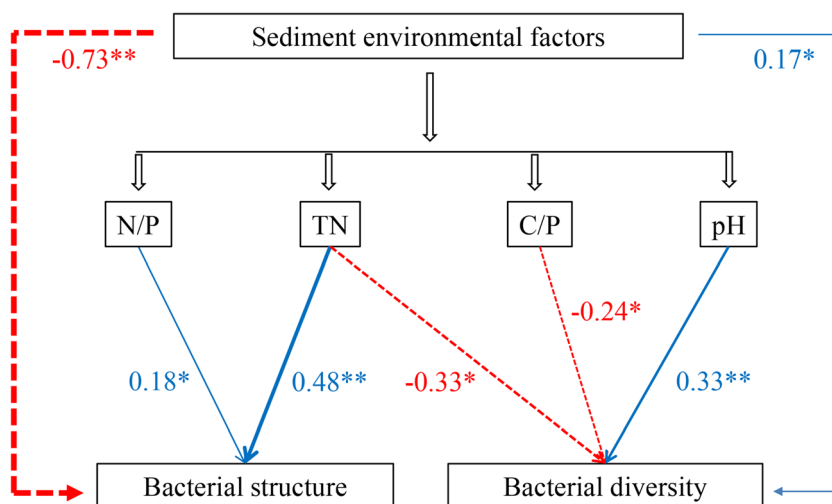 Sediment environmental factors
-0.73**
0.17*
N/P
TN
C/P
pH
-0.24*
0.18*
0.48**
-0.33*
0.33**
Bacterial structure
Bacterial diversity